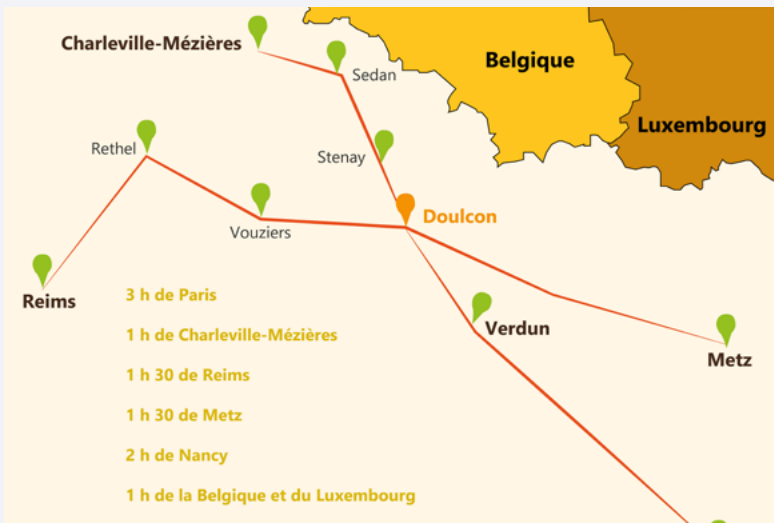 Charleville-Mézières
Belgique
Sedan
Luxembourg
Rethel
Stenay
Doulcon
Vouziers
Reims
3 h de Paris
Verdun
1 h de Charleville-Mézières
Metz
1 h 30 de Reims
1 h 30 de Metz
2 h de Nancy
1 h de la Belgique et du Luxembourg